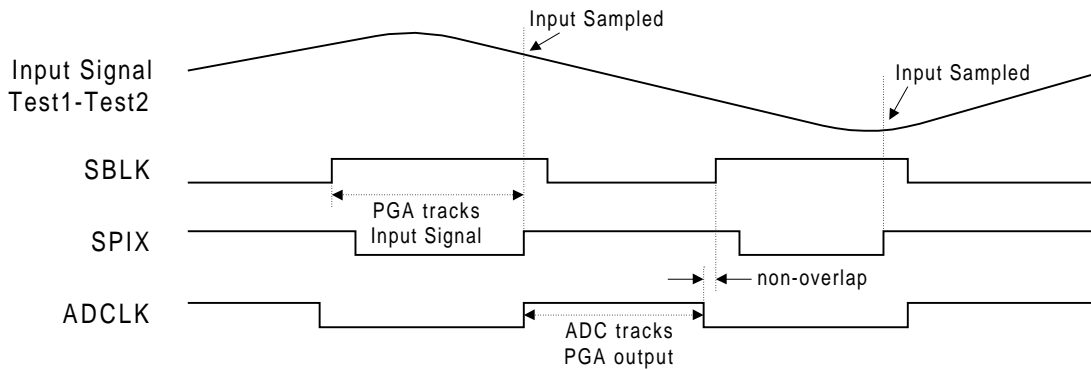 Input Sampled
Input Signal
Test1-Test2
Input Sampled
SBLK
PGA tracks
Input Signal
SPIX
non-overlap
ADCLK
ADC tracks
PGA output